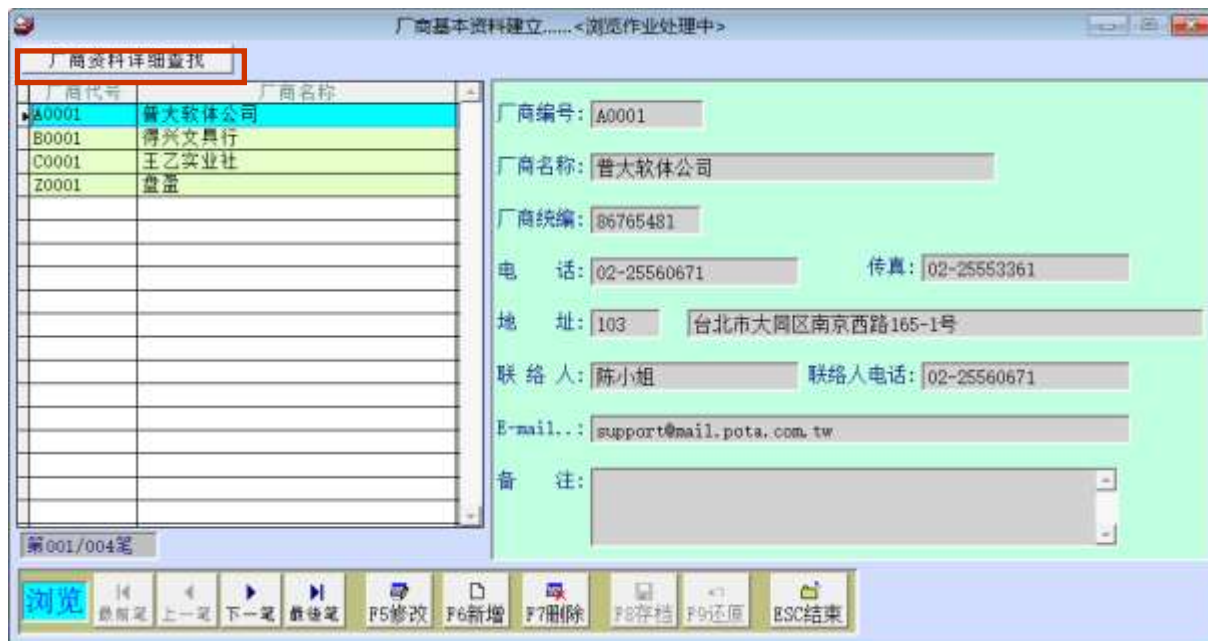 厂商基本资料建立......<浏览作业处理中>
厂商资料详细查找
厂商代号 厂商名称
A0001 普大软体公司
B0001 得兴文具行
C0001 王乙实业社
Z0001 盘盈
第001/004笔
厂商编号: A0001
厂商名称: 普大软体公司
厂商统编: 86765481
电 话: 02-25560671 传真: 02-25553361
地 址: 103 台北市大同区南京西路165-1号
联 络 人: 陈小姐 联络人电话: 02-25560671
E-mail..: support@mail.pota.com.tw
备 注:
浏览 最前笔 上一笔 下一笔 最後笔 F5修改 F6新增 F7删除 F8存档 F9还原 ESC结束